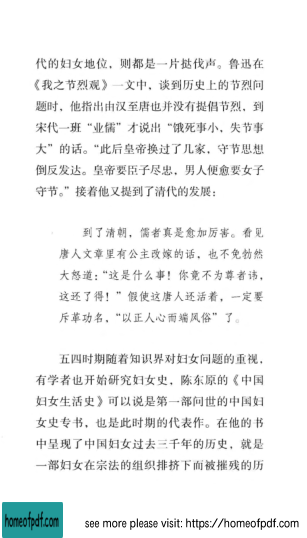 代的妇女地位，则都是一片挞伐声。鲁迅在
《我之节烈观》一文中，谈到历史上的节烈问
题时，他指出由汉至唐也并没有提倡节烈，到
宋代一班“业儒”才说出“饿死事小，失节事
大”的话。“此后皇帝换过了几家，守节思想
倒反发达。皇帝要臣子尽忠，男人便愈要女子
守节。”接着他又提到了清代的发展：
到了清朝，儒者真是愈加厉害。看见
唐人文章里有公主改嫁的话，也不免勃然
大怒道：“这是什么事！你竟不为尊者讳，
这还了得！”假使这唐人还活着，一定要
斥革功名，“以正人心而端风俗”了。
五四时期随着知识界对妇女问题的重视，
有学者也开始研究妇女史，陈东原的《中国
妇女生活史》可以说是第一部问世的中国妇
女史专书，也是此时期的代表作。在他的书
中呈现了中国妇女过去三千年的历史，就是
一部妇女在宗法的组织排挤下而被摧残的历
homeofpdf.com
see more please visit: https://homeofpdf.com